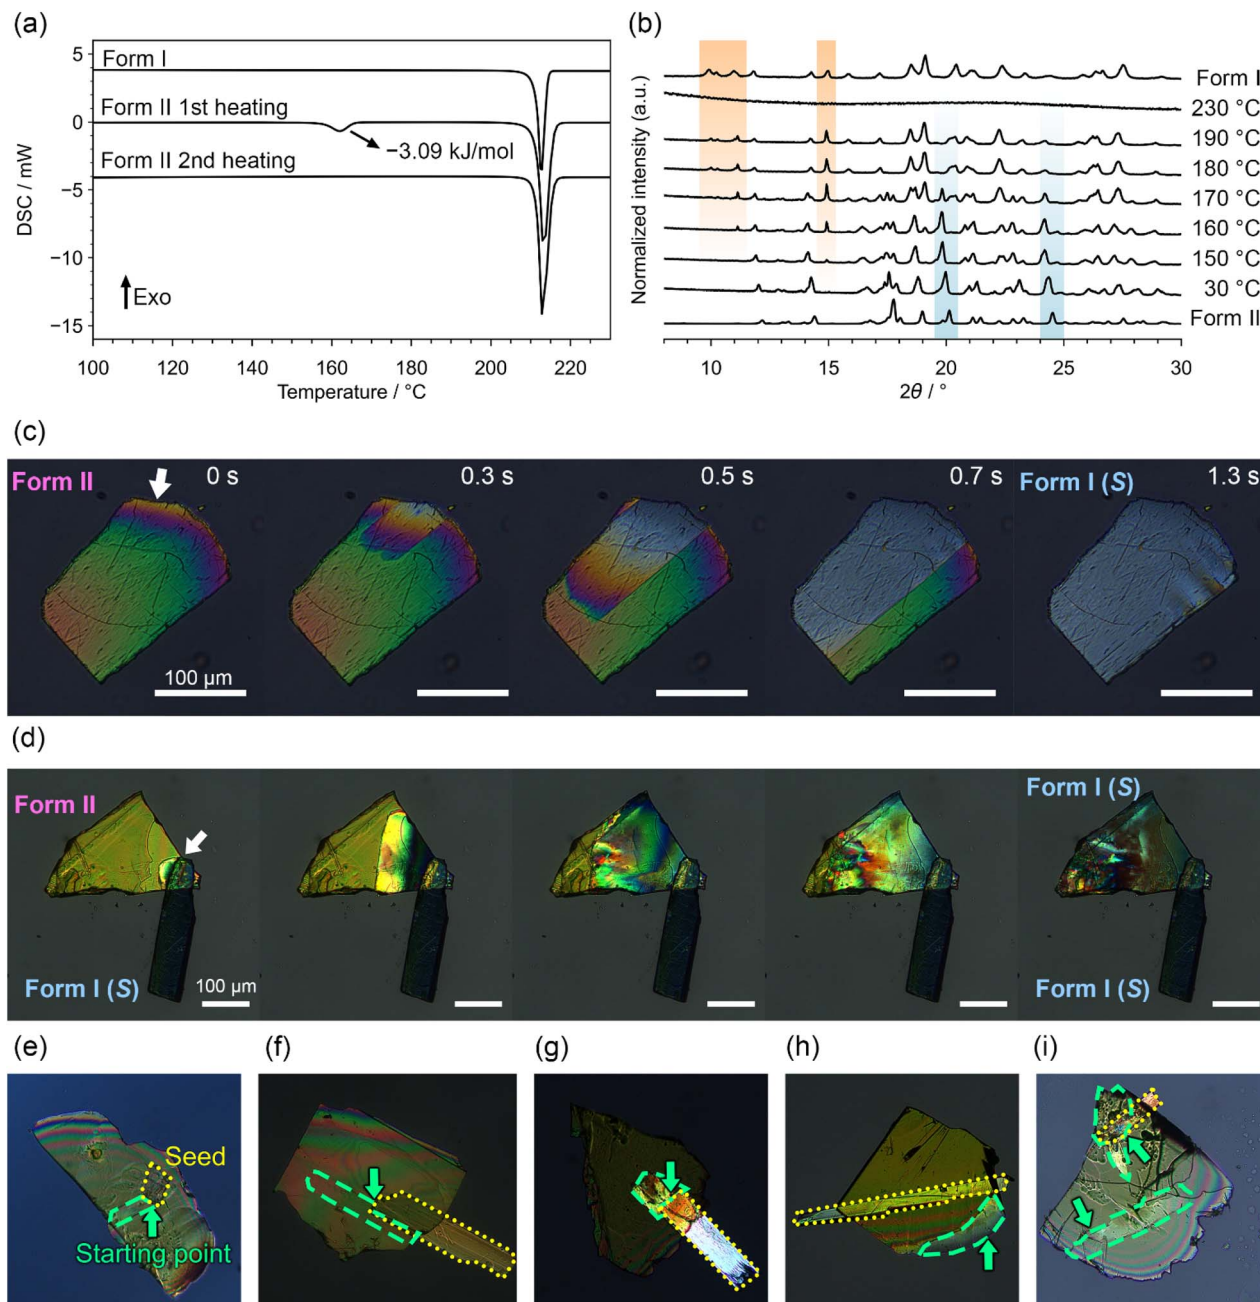 (a)
5
0
−5
−10
−15
DSC / mW
Form I
Form II 1st heating
−3.09 kJ/mol
Form II 2nd heating
Exo
100 120 140 160 180 200 220
Temperature / °C
(b)
Normalized intensity (a.u.)
Form I
230 °C
190 °C
180 °C
170 °C
160 °C
150 °C
30 °C
Form II
10 15 20 25 30
2θ / °
(c)
Form II 0 s
0.3 s
0.5 s
0.7 s
Form I (S) 1.3 s
100 μm
(d)
Form II
Form I (S)
Form I (S)
100 μm
Form I (S)
(e)
Seed
Starting point
(f)
(g)
(h)
(i)